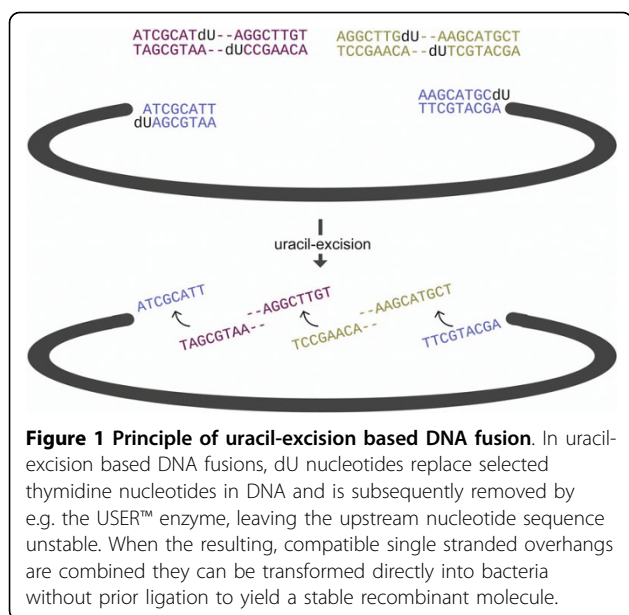 ATCGCATdU--AGGCTTGT
TAGCGTAA--dUCCGAACA
AGGCTTGdU--AAGCATGCT
TCCGAACA--dUTCGTACGA
ATCGCATT
dUAGCGTAA
AAGCATGCdU
TTCGTACGA
uracil-excision
ATCGCATT
TAGCGTAA--
--AGGCTTGT
TCCGAACA--
--AAGCATGCT
TTCGTACGA
Figure 1 Principle of uracil-excision based DNA fusion. In uracil-
excision based DNA fusions, dU nucleotides replace selected
thymidine nucleotides in DNA and is subsequently removed by
e.g. the USER™ enzyme, leaving the upstream nucleotide sequence
unstable. When the resulting, compatible single stranded overhangs
are combined they can be transformed directly into bacteria
without prior ligation to yield a stable recombinant molecule.